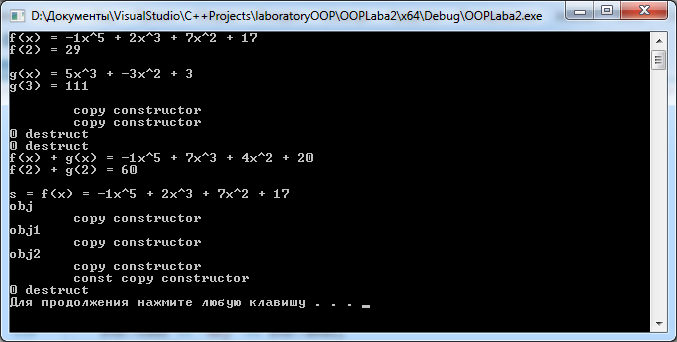 D:\Документы\VisualStudio\C++Projects\laboratoryOOP\OOPLaba2\x64\Debug\OOPLaba2.exe
f(x) = -1x^5 + 2x^3 + 7x^2 + 17
f(2) = 29
g(x) = 5x^3 + -3x^2 + 3
g(3) = 111
copy constructor
copy constructor
0 destruct
0 destruct
f(x) + g(x) = -1x^5 + 7x^3 + 4x^2 + 20
f(2) + g(2) = 60
s = f(x) = -1x^5 + 2x^3 + 7x^2 + 17
obj
copy constructor
obj1
copy constructor
obj2
copy constructor
const copy constructor
0 destruct
Для продолжения нажмите любую клавишу . . . _